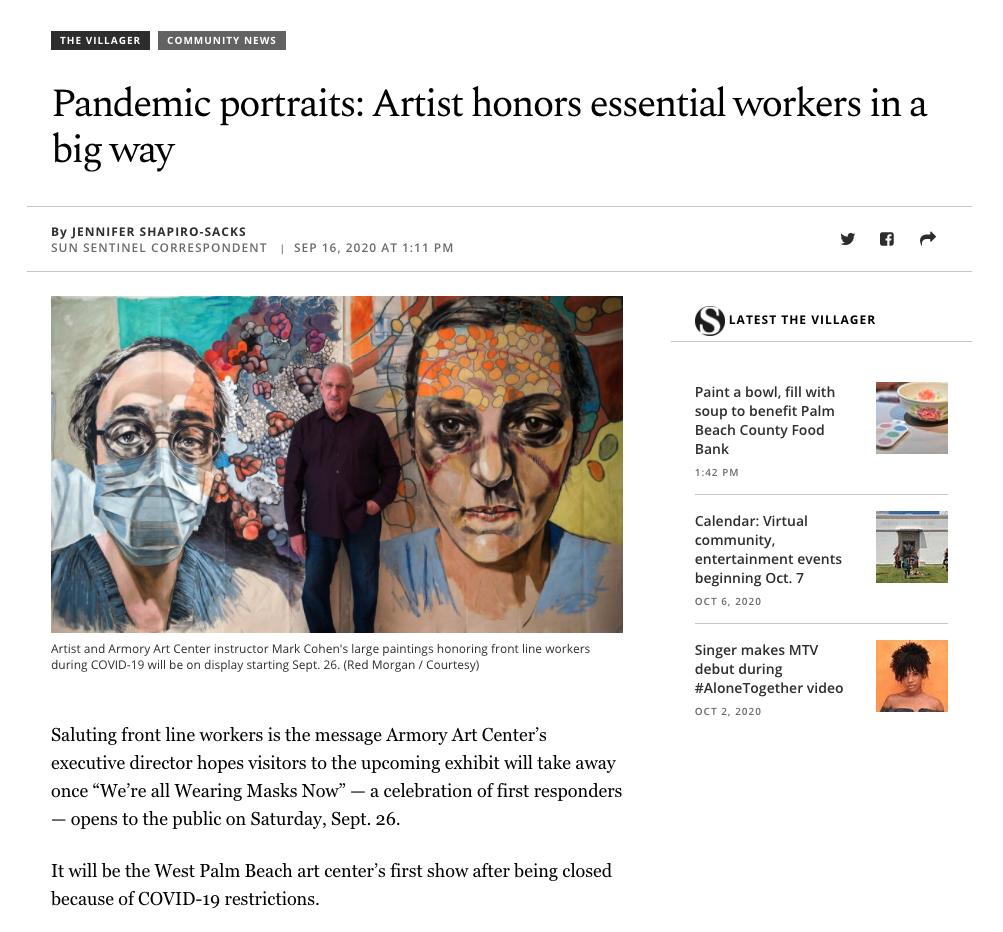 THE VILLAGER
COMMUNITY NEWS
Pandemic portraits: Artist honors essential workers in a
big way
By JENNIFER SHAPIRO-SACKS
SUN SENTINEL CORRESPONDENT | SEP 16, 2020 AT 1:11 PM
Artist and Armory Art Center instructor Mark Cohen's large paintings honoring front line workers
during COVID-19 will be on display starting Sept. 26. (Red Morgan / Courtesy)
Saluting front line workers is the message Armory Art Center’s
executive director hopes visitors to the upcoming exhibit will take away
once “We’re all Wearing Masks Now” — a celebration of first responders
— opens to the public on Saturday, Sept. 26.
It will be the West Palm Beach art center’s first show after being closed
because of COVID-19 restrictions.
S LATEST THE VILLAGER
Paint a bowl, fill with
soup to benefit Palm
Beach County Food
Bank
1:42 PM
Calendar: Virtual
community,
entertainment events
beginning Oct. 7
OCT 6, 2020
Singer makes MTV
debut during
#AloneTogether video
OCT 2, 2020